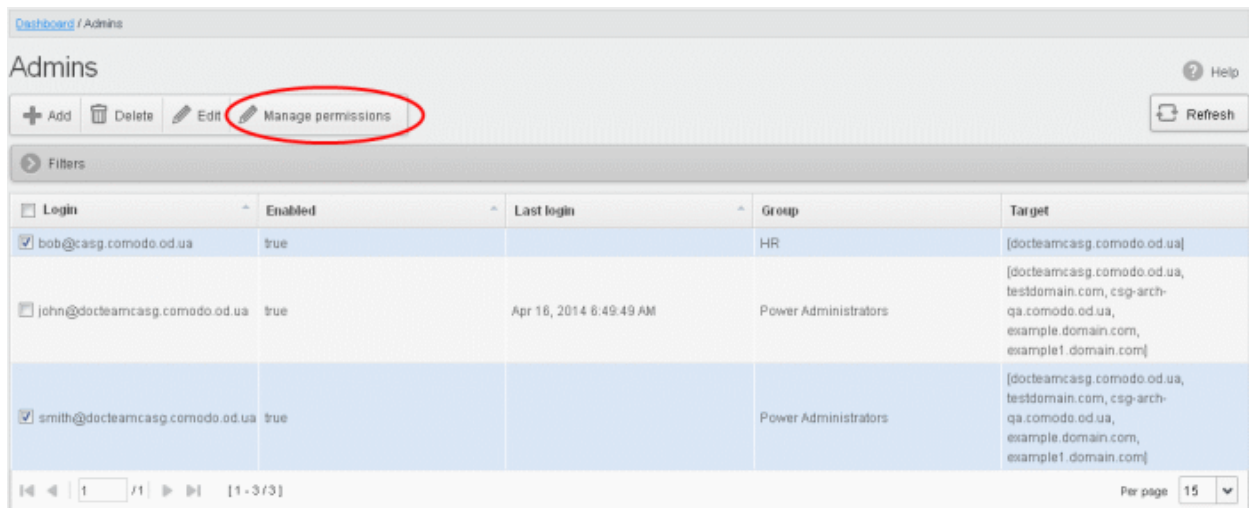 Dashboard / Admins
Admins
Help
Add Delete Edit Manage permissions
Refresh
Filters
Login Enabled Last login Group Target
bob@casg.comodo.od.ua true HR [docteamcasg.comodo.od.ua]
john@docteamcasg.comodo.od.ua true Apr 16, 2014 6:49:49 AM Power Administrators [docteamcasg.comodo.od.ua,
testdomain.com, csg-arch-
qa.comodo.od.ua,
example.domain.com,
example1.domain.com]
smith@docteamcasg.comodo.od.ua true Power Administrators [docteamcasg.comodo.od.ua,
testdomain.com, csg-arch-
qa.comodo.od.ua,
example.domain.com,
example1.domain.com]
1 /1 [1 - 3 / 3] Per page 15